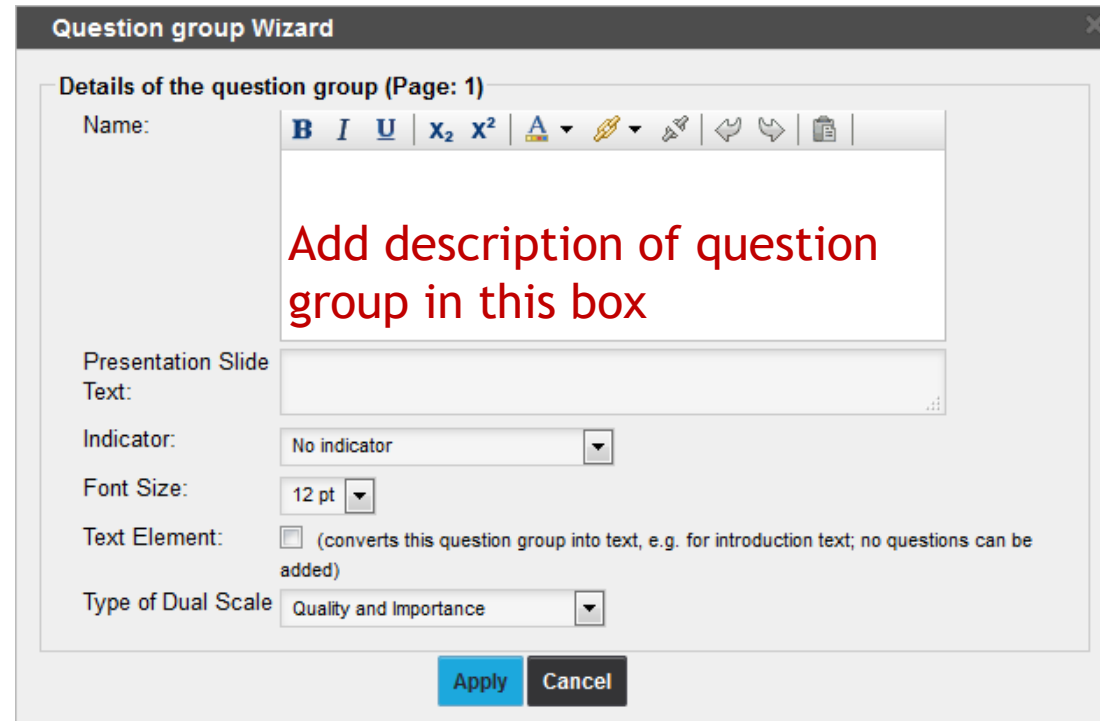 Question group Wizard
Details of the question group (Page: 1)
Name:
B I U X₂ X² A
Add description of question
group in this box
Presentation Slide
Text:
Indicator:
No indicator
Font Size:
12 pt
Text Element:
(converts this question group into text, e.g. for introduction text; no questions can be
added)
Type of Dual Scale
Quality and Importance
Apply Cancel